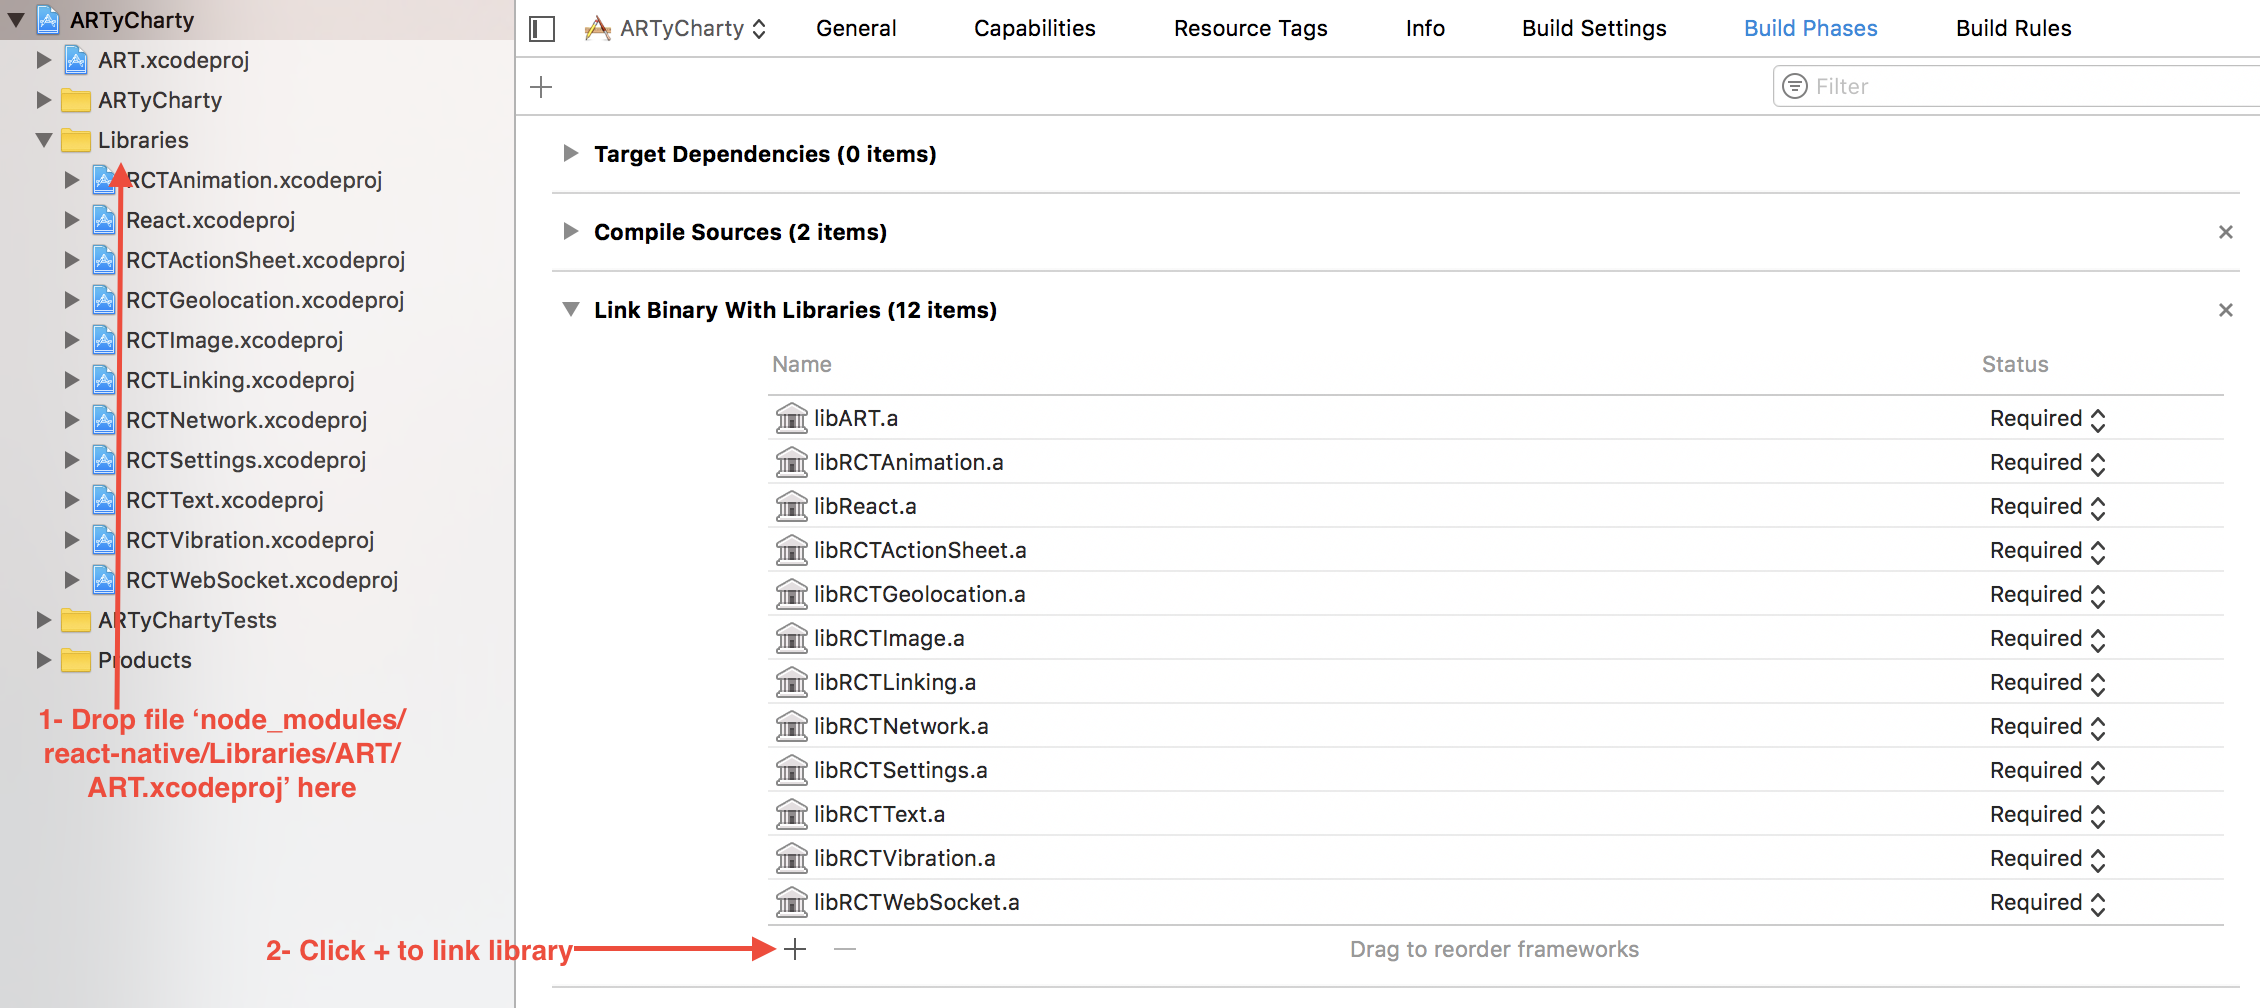 ARTyCharty
ART.xcodeproj
ARTyCharty
Libraries
RCTAnimation.xcodeproj
React.xcodeproj
RCTActionSheet.xcodeproj
RCTGeolocation.xcodeproj
RCTImage.xcodeproj
RCTLinking.xcodeproj
RCTNetwork.xcodeproj
RCTSettings.xcodeproj
RCTText.xcodeproj
RCTVibration.xcodeproj
RCTWebSocket.xcodeproj
ARTyChartyTests
Products
1- Drop file ‘node_modules/
react-native/Libraries/ART/
ART.xcodeproj’ here
ARTyCharty General Capabilities Resource Tags Info Build Settings Build Phases Build Rules
Filter
Target Dependencies (0 items)
Compile Sources (2 items)
Link Binary With Libraries (12 items)
Name Status
libART.a Required
libRCTAnimation.a Required
libReact.a Required
libRCTActionSheet.a Required
libRCTGeolocation.a Required
libRCTImage.a Required
libRCTLinking.a Required
libRCTNetwork.a Required
libRCTSettings.a Required
libRCTText.a Required
libRCTVibration.a Required
libRCTWebSocket.a Required
2- Click + to link library
Drag to reorder frameworks